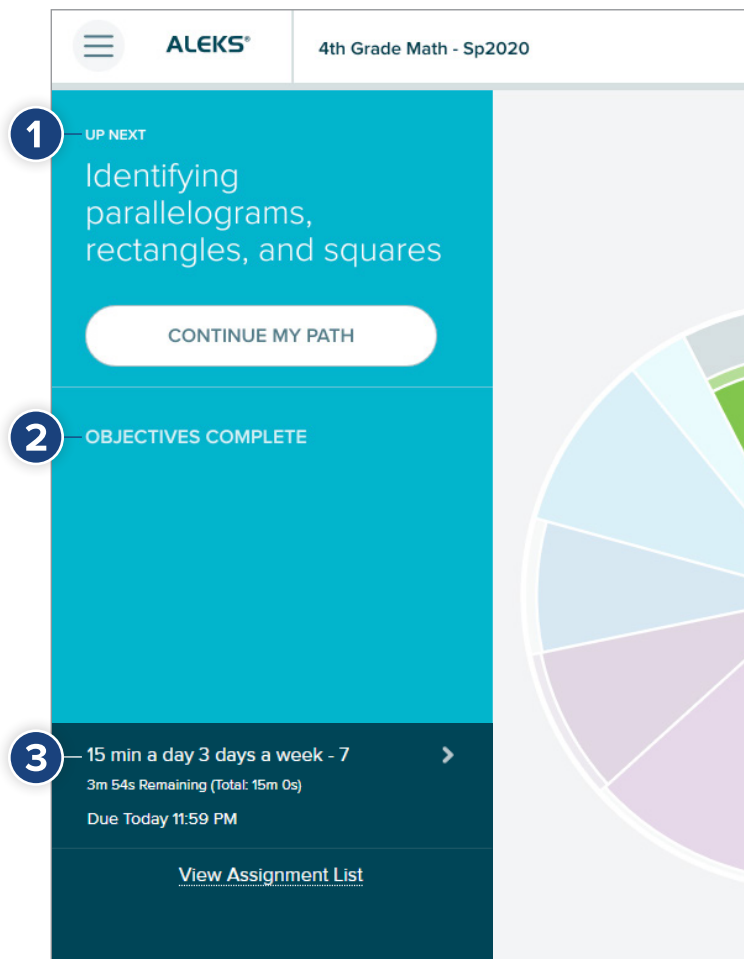 ALEKS®
4th Grade Math - Sp2020
1
UP NEXT
Identifying
parallelograms,
rectangles, and squares
CONTINUE MY PATH
2
OBJECTIVES COMPLETE
3
15 min a day 3 days a week - 7
3m 54s Remaining (Total: 15m 0s)
Due Today 11:59 PM
View Assignment List